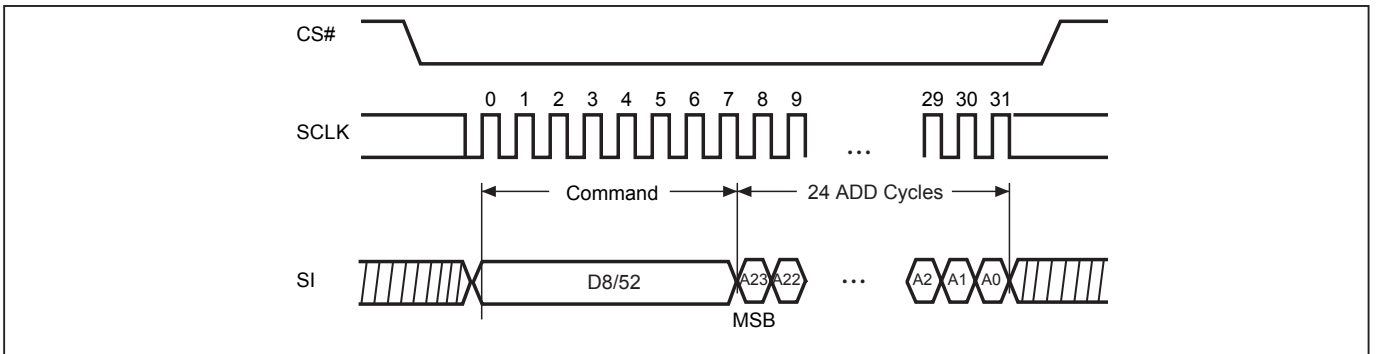 CS#
0 1 2 3 4 5 6 7 8 9 29 30 31
SCLK
...
Command 24 ADD Cycles
SI D8/52 A23 A22 ... A2 A1 A0
MSB